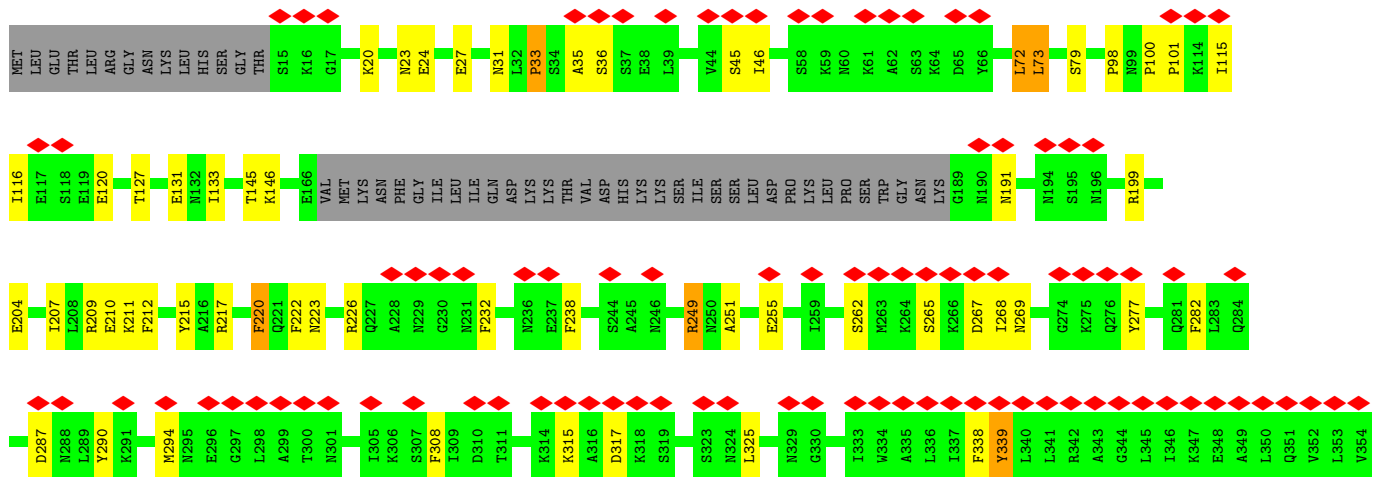 MET LEU GLU THR LEU ARG GLY ASN LYS LEU HIS SER GLY THR S15 K16 G17 K20 N23 E24 E27 N31 L32 P33 S34 A35 S36 S37 E38 L39 V44 S45 I46 S58 K59 N60 K61 A62 S63 K64 D65 Y66 L72 L73 S79 P98 N99 P100 P101 K114 I115
I116 E117 S118 E119 E120 T127 E131 N132 I133 T145 K146 E166 VAL MET LYS ASN PHE GLY ILE LEU ILE GLN ASP LYS LYS THR VAL ASP HIS LYS LYS SER ILE SER SER LEU ASP PRO LYS LEU PRO SER TRP GLY ASN LYS G189 N190 N191 N194 S195 N196 R199
E204 I207 L208 R209 E210 K211 F212 Y215 A216 R217 F220 Q221 F222 N223 R226 Q227 A228 N229 G230 N231 F232 N236 E237 F238 S244 A245 N246 R249 N250 A251 E255 I259 S262 M263 K264 S265 K266 D267 I268 N269 G274 K275 Q276 Y277 Q281 F282 L283 Q284
D287 N288 L289 Y290 K291 M294 N295 E296 G297 L298 A299 T300 N301 I305 K306 S307 F308 I309 D310 T311 K314 K315 A316 D317 K318 S319 S323 N324 L325 N329 G330 I333 W334 A335 L336 I337 F338 Y339 L340 L341 R342 A343 G344 L345 I346 K347 E348 A349 L350 Q351 V352 L353 V354